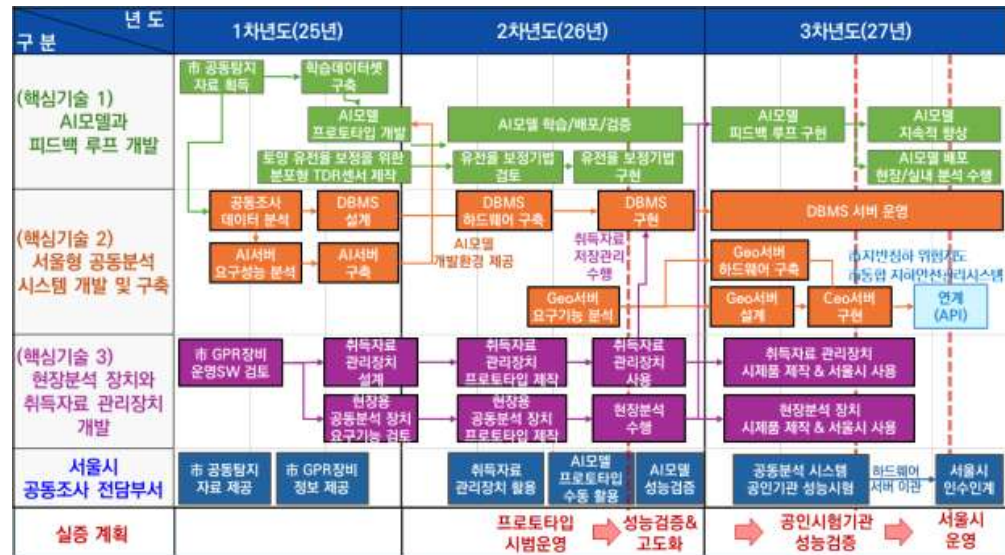 년 도
구 분
1차년도(25년)
2차년도(26년)
3차년도(27년)
(핵심기술 1)
AI모델과
피드백 루프 개발
市 공동탐지
자료 획득
학습데이터셋
구축
AI모델
프로토타입 개발
토양 유전율 보정을 위한
분포형 TDR센서 제작
AI모델 학습/배포/검증
유전율 보정기법
검토
유전율 보정기법
구현
AI모델
피드백 루프 구현
AI모델
지속적 향상
AI모델 배포
현장/실내 분석 수행
(핵심기술 2)
서울형 공동분석
시스템 개발 및 구축
공동조사
데이터 분석
DBMS
설계
DBMS
하드웨어 구축
DBMS
구현
DBMS 서버 운영
AI서버
요구성능 분석
AI서버
구축
AI모델
개발환경 제공
취득자료
저장관리
수행
Geo서버
하드웨어 구축
市지반침하 위험지도
市통합 지하안전관리시스템
Geo서버
요구기능 분석
Geo서버
설계
Geo서버
구현
연계
(API)
(핵심기술 3)
현장분석 장치와
취득자료 관리장치
개발
市 GPR장비
운영SW 검토
취득자료
관리장치
설계
취득자료
관리장치
프로토타입 제작
취득자료
관리장치
사용
취득자료 관리장치
시제품 제작 & 서울시 사용
현장용
공동분석 장치
요구기능 검토
현장용
공동분석 장치
프로토타입 제작
현장분석
수행
현장분석 장치
시제품 제작 & 서울시 사용
서울시
공동조사 전담부서
市 공동탐지
자료 제공
市 GPR장비
정보 제공
취득자료
관리장치 활용
AI모델
프로토타입
수동 활용
AI모델
성능검증
공동분석 시스템
공인기관 성능시험
하드웨어
서버 이관
서울시
인수인계
실증 계획
프로토타입
시범운영
성능검증&
고도화
공인시험기관
성능검증
서울시
운영